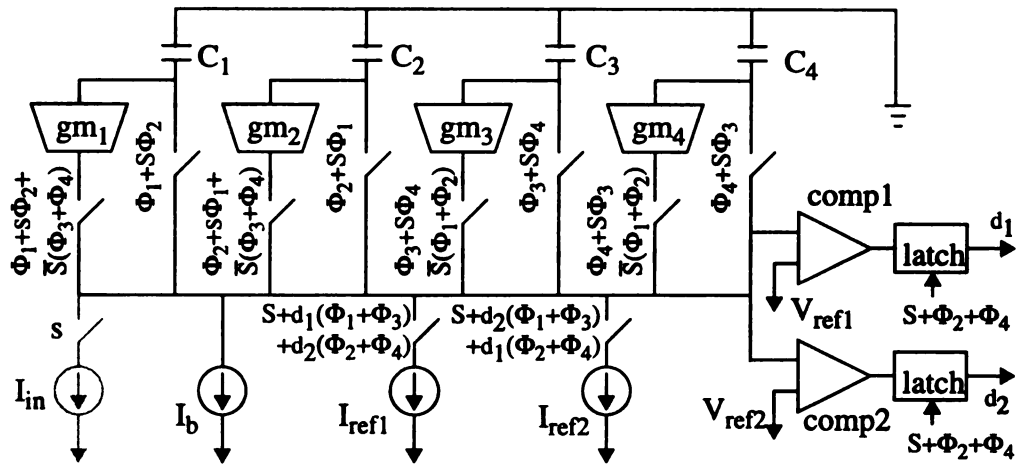 C1
C2
C3
C4
gm1
gm2
gm3
gm4
Φ1+sΦ2+
S̅(Φ3+Φ4)
Φ1+SΦ2
Φ2+sΦ1+
S̅(Φ3+Φ4)
Φ2+SΦ1
Φ3+SΦ4
S̅(Φ1+Φ2)
Φ3+SΦ4
Φ4+SΦ3
S̅(Φ1+Φ2)
Φ4+SΦ3
comp1
latch
d1
Vref1
S+Φ2+Φ4
s
S+d1(Φ1+Φ3)
+d2(Φ2+Φ4)
S+d2(Φ1+Φ3)
+d1(Φ2+Φ4)
Iin
Ib
Iref1
Iref2
Vref2
comp2
latch
d2
S+Φ2+Φ4